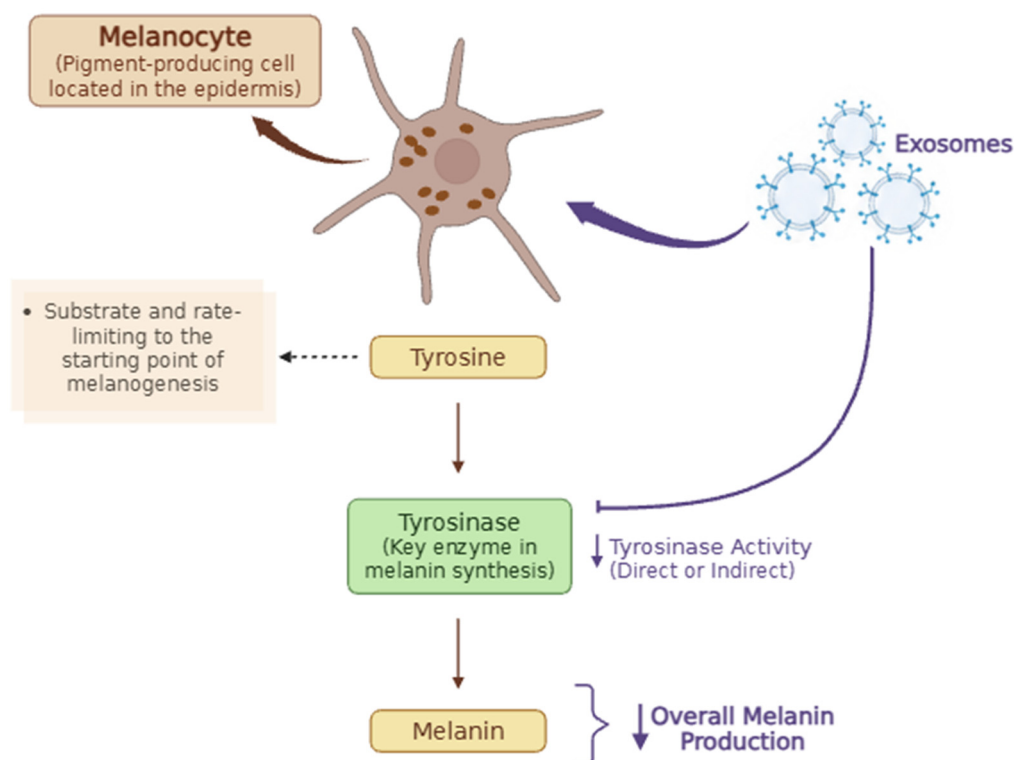 Melanocyte
(Pigment-producing cell
located in the epidermis)
Exosomes
• Substrate and rate-
limiting to the
starting point of
melanogenesis
Tyrosine
Tyrosinase
(Key enzyme in
melanin synthesis)
↓ Tyrosinase Activity
(Direct or Indirect)
Melanin
↓ Overall Melanin
Production